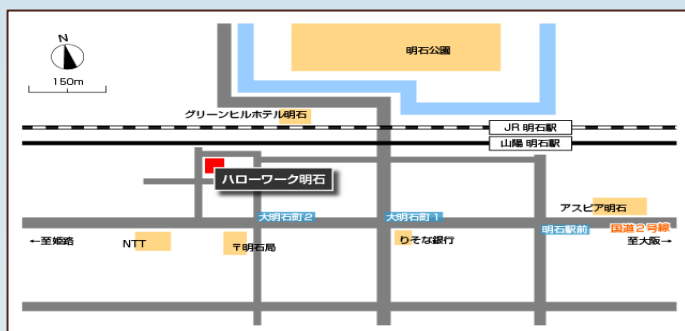 N
150m
明石公園
グリーンヒルホテル明石
JR 明石駅
山陽 明石駅
ハローワーク明石
アスピア明石
大明石町2
大明石町1
明石駅前
国道2号線
←至姫路
NTT
〒明石局
りそな銀行
至大阪→